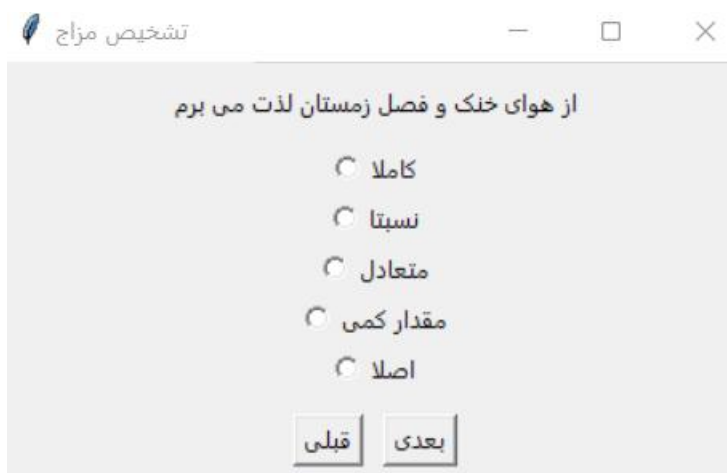 تشخیص مزاج
از هوای خنک و فصل زمستان لذت می برم
کاملا
نسبتا
متعادل
مقدار کمی
اصلا
بعدی قبلی